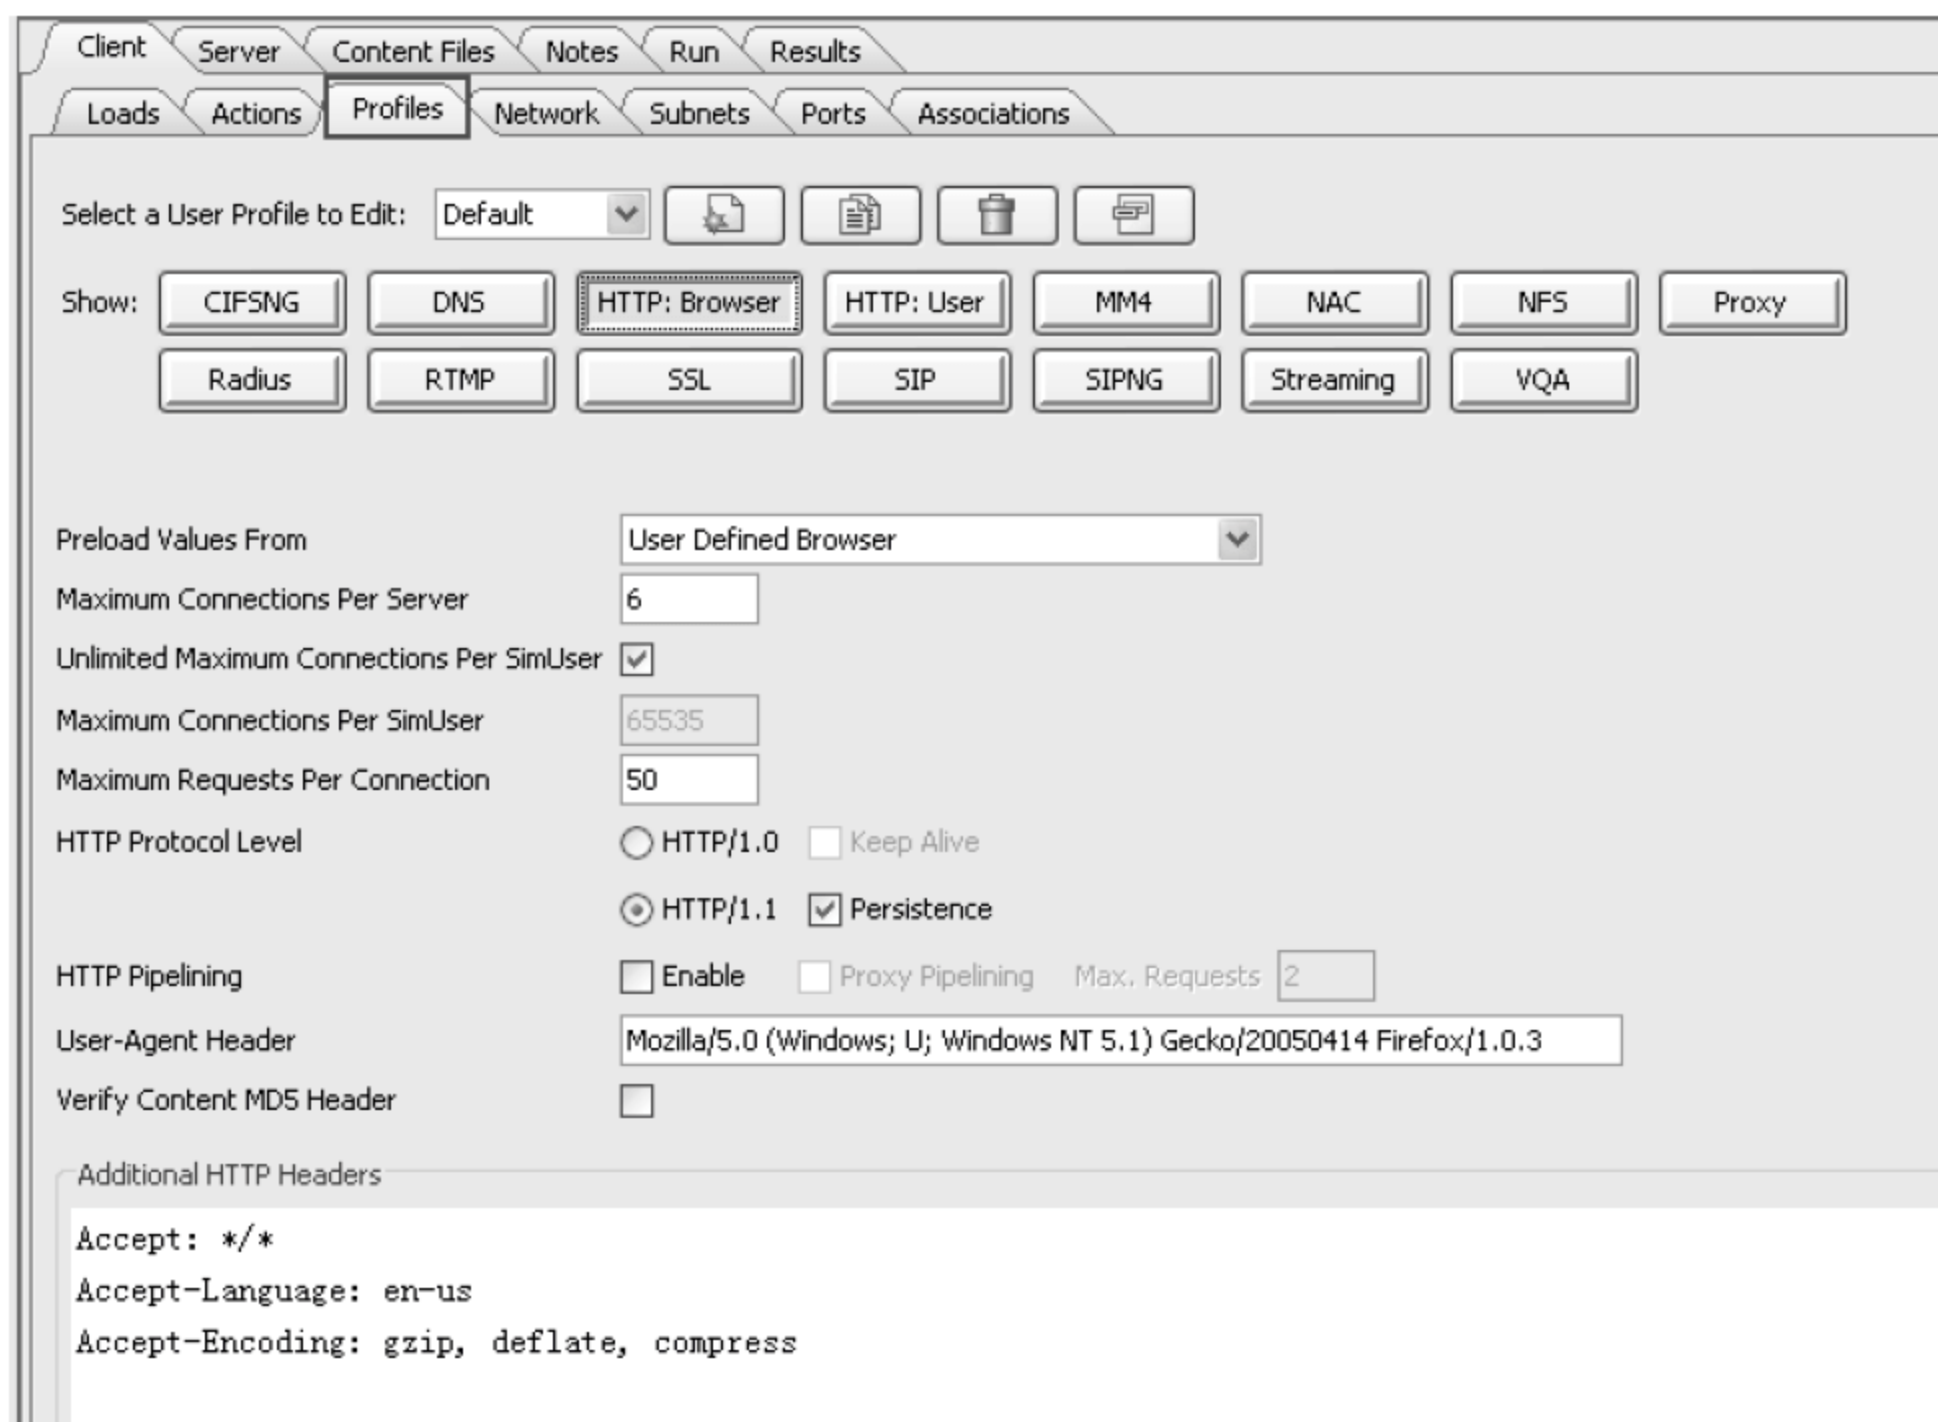 Client Server Content Files Notes Run Results
Loads Actions Profiles Network Subnets Ports Associations
Select a User Profile to Edit: Default
Show: CIFSNG DNS HTTP: Browser HTTP: User MM4 NAC NFS Proxy
Radius RTMP SSL SIP SIPNG Streaming VQA
Preload Values From User Defined Browser
Maximum Connections Per Server 6
Unlimited Maximum Connections Per SimUser
Maximum Connections Per SimUser 65535
Maximum Requests Per Connection 50
HTTP Protocol Level HTTP/1.0 Keep Alive
HTTP/1.1 Persistence
HTTP Pipelining Enable Proxy Pipelining Max. Requests 2
User-Agent Header Mozilla/5.0 (Windows; U; Windows NT 5.1) Gecko/20050414 Firefox/1.0.3
Verify Content MD5 Header
Additional HTTP Headers
Accept: */*
Accept-Language: en-us
Accept-Encoding: gzip, deflate, compress